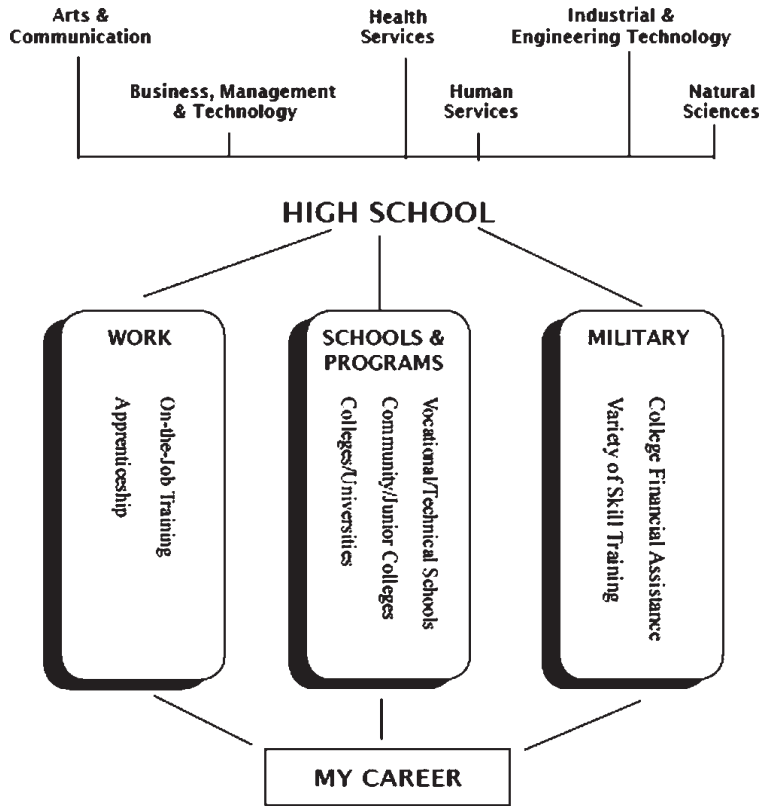 Arts &
Communication
Business, Management
& Technology
Health
Services
Human
Services
Industrial &
Engineering Technology
Natural
Sciences
HIGH SCHOOL
WORK
On-the-Job Training
Apprenticeship
SCHOOLS &
PROGRAMS
Vocational/Technical Schools
Community/Junior Colleges
Colleges/Universities
MILITARY
College Financial Assistance
Variety of Skill Training
MY CAREER